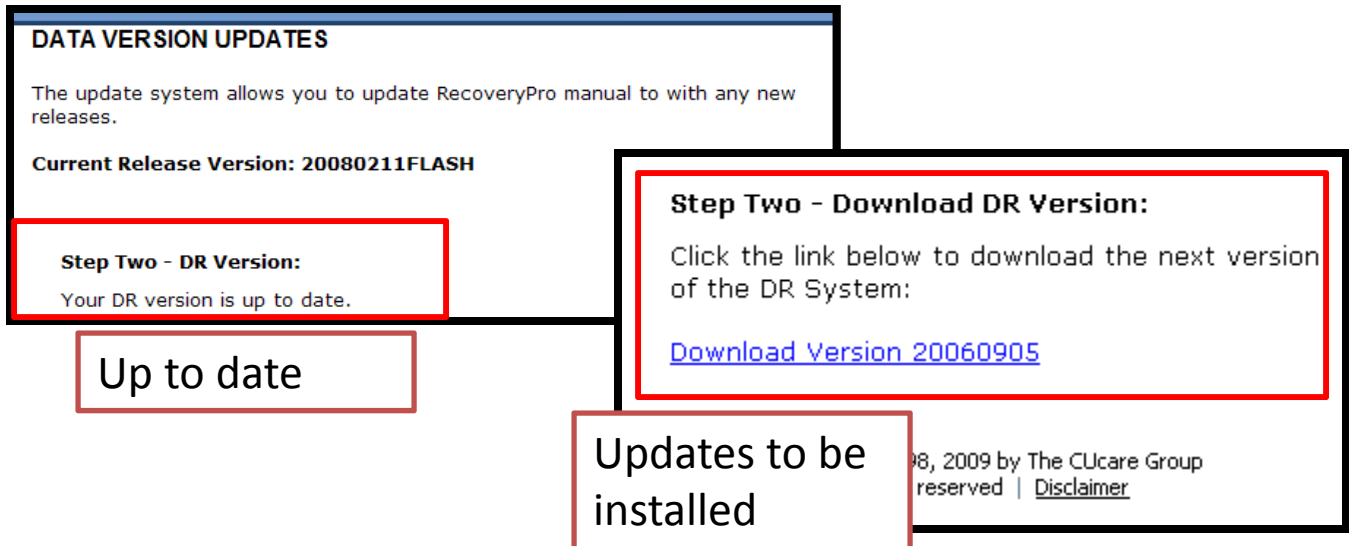 DATA VERSION UPDATES
The update system allows you to update RecoveryPro manual to with any new
releases.
Current Release Version: 20080211FLASH
Step Two - DR Version:
Your DR version is up to date.
Up to date
Step Two - Download DR Version:
Click the link below to download the next version
of the DR System:
Download Version 20060905
98, 2009 by The CUcare Group
reserved | Disclaimer
Updates to be
installed